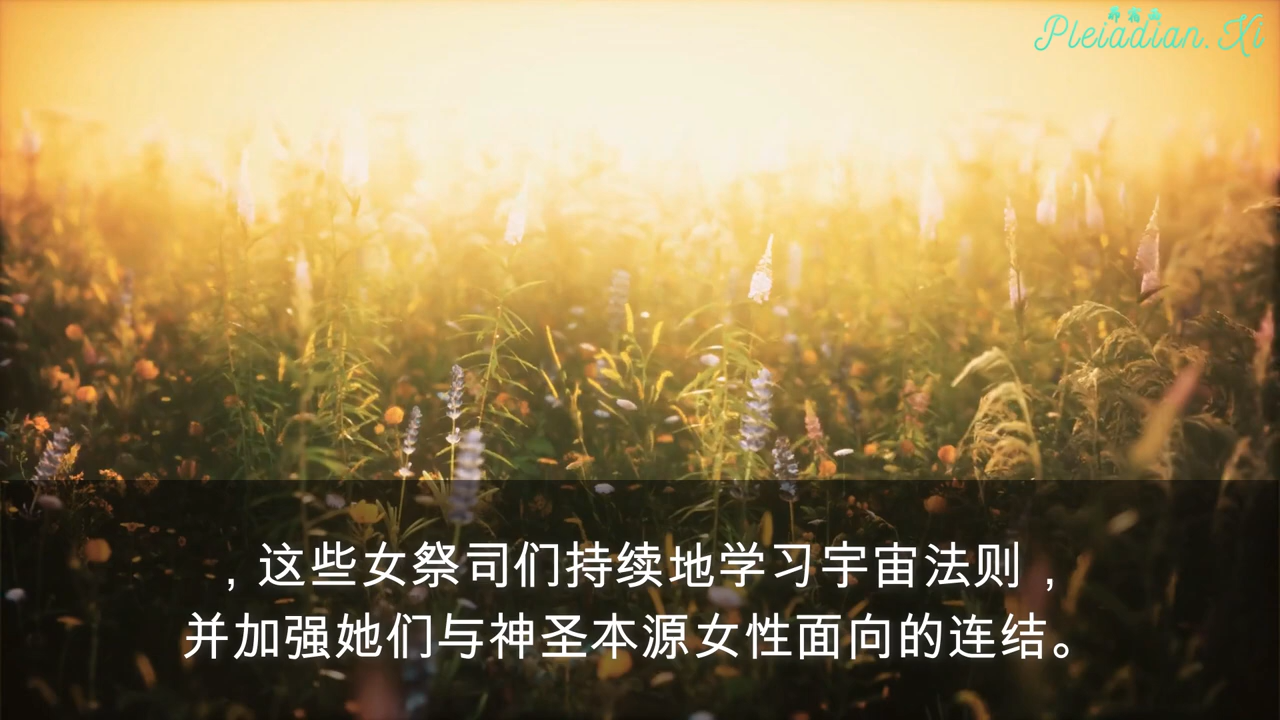 Pleiadian. Xi
，这些女祭司们持续地学习宇宙法则，
并加强她们与神圣本源女性面向的连结。